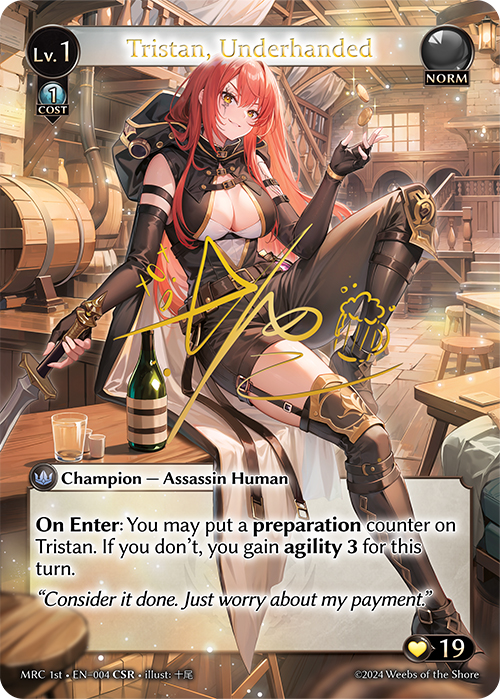 Lv. 1
Tristan, Underhanded
NORM
1
COST
Champion — Assassin Human
On Enter: You may put a preparation counter on
Tristan. If you don't, you gain agility 3 for this
turn.
“Consider it done. Just worry about my payment.”
19
MRC 1st • EN-004 CSR • illust: 十尾
©2024 Weebs of the Shore